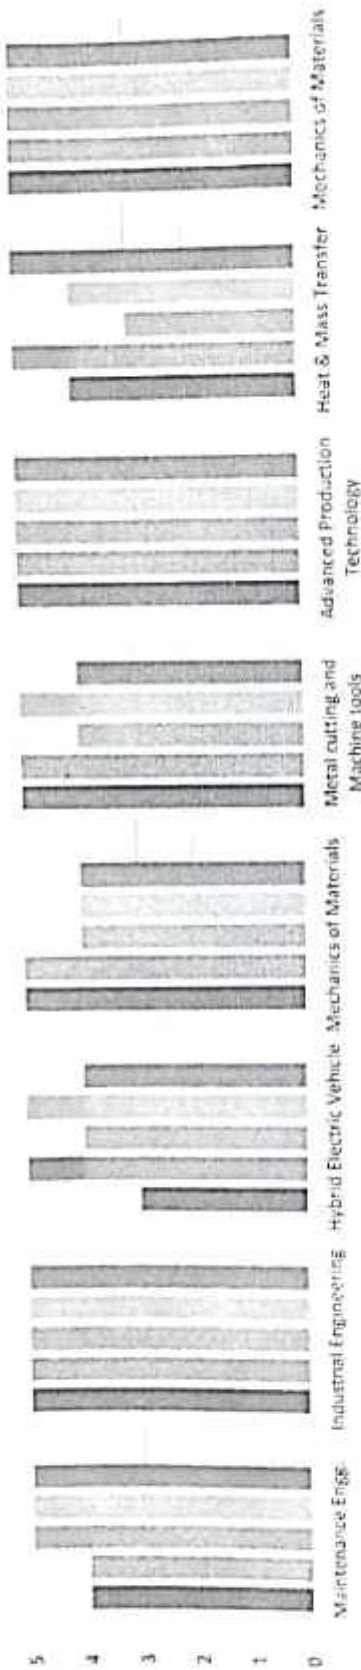 5
4
3
2
1
0
Maintenance Engg.
Industrial Engineering
Hybrid Electric Vehicle
Mechanics of Materials
Metal cutting and
Machine tools
Advanced Production
Technology
Heat & Mass Transfer
Mechanics of Materials